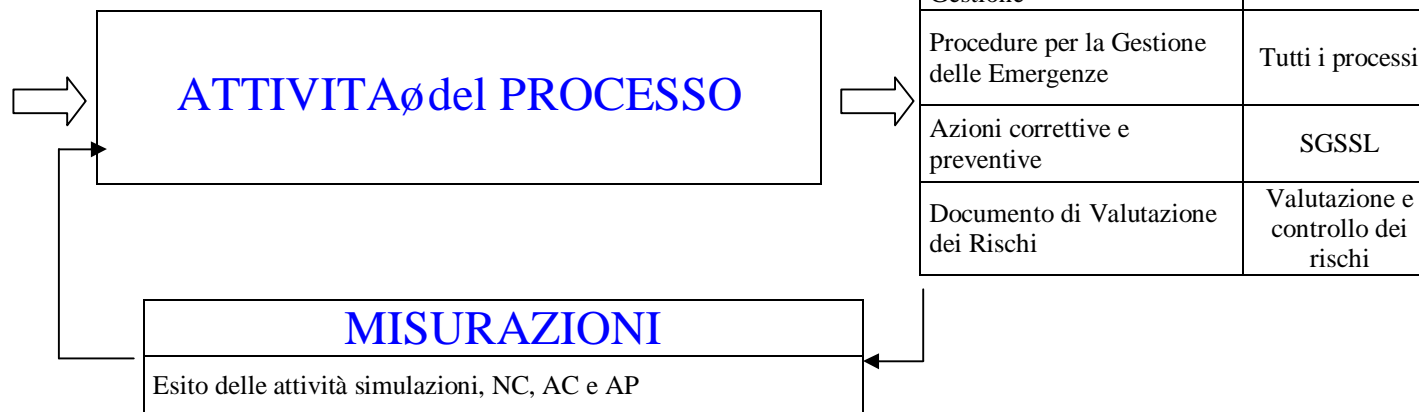 Gestione
Procedure per la Gestione
delle Emergenze
Tutti i processi
ATTIVITAø del PROCESSO
Azioni correttive e
preventive
SGSSL
Documento di Valutazione
dei Rischi
Valutazione e
controllo dei
rischi
MISURAZIONI
Esito delle attività simulazioni, NC, AC e AP